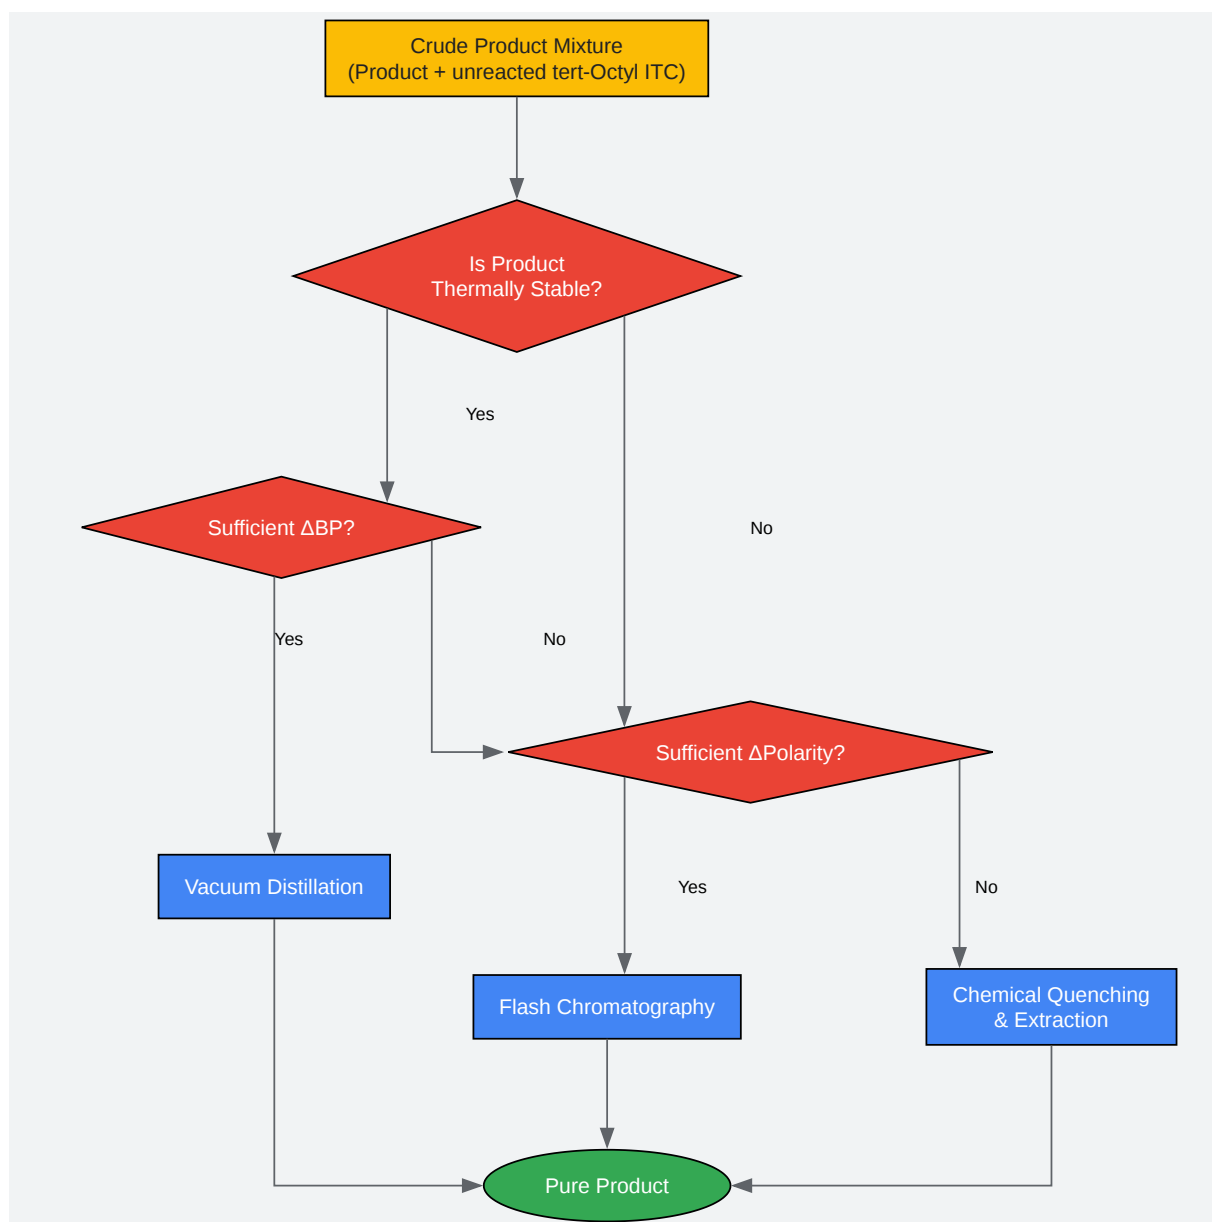 Crude Product Mixture
(Product + unreacted tert-Octyl ITC)
Is Product
Thermally Stable?
Yes
Sufficient ΔBP?
No
Yes
No
Sufficient ΔPolarity?
Vacuum Distillation
Yes
No
Chemical Quenching
& Extraction
Flash Chromatography
Pure Product